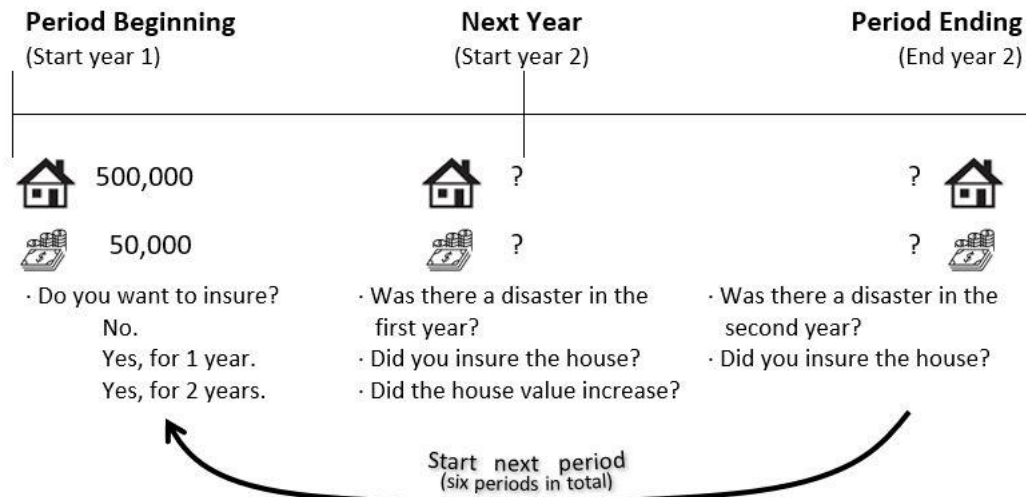 Period Beginning
(Start year 1)
Next Year
(Start year 2)
Period Ending
(End year 2)
500,000
?
?
50,000
?
?
· Do you want to insure?
No.
Yes, for 1 year.
Yes, for 2 years.
· Was there a disaster in the
first year?
· Did you insure the house?
· Did the house value increase?
· Was there a disaster in the
second year?
· Did you insure the house?
Start next period
(six periods in total)